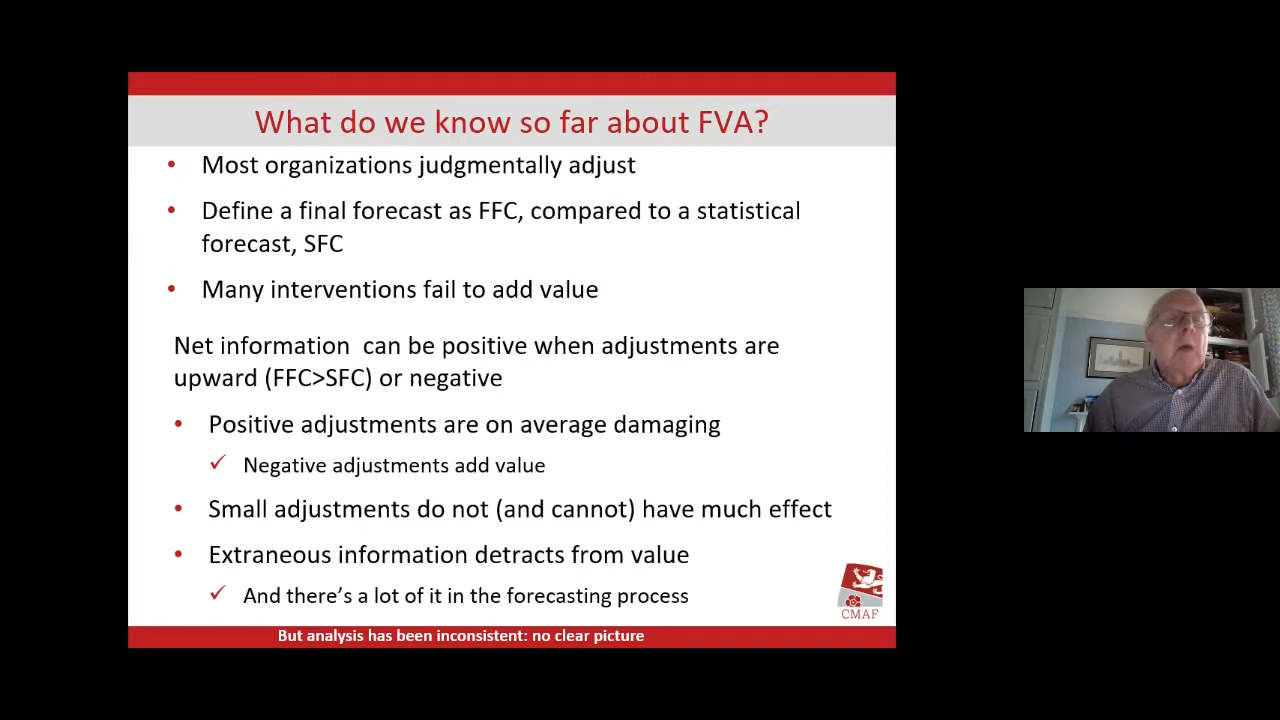 What do we know so far about FVA?
• Most organizations judgmentally adjust
• Define a final forecast as FFC, compared to a statistical
forecast, SFC
• Many interventions fail to add value
Net information  can be positive when adjustments are
upward (FFC>SFC) or negative
• Positive adjustments are on average damaging
✓ Negative adjustments add value
• Small adjustments do not (and cannot) have much effect
• Extraneous information detracts from value
✓ And there's a lot of it in the forecasting process
CMAF
But analysis has been inconsistent: no clear picture